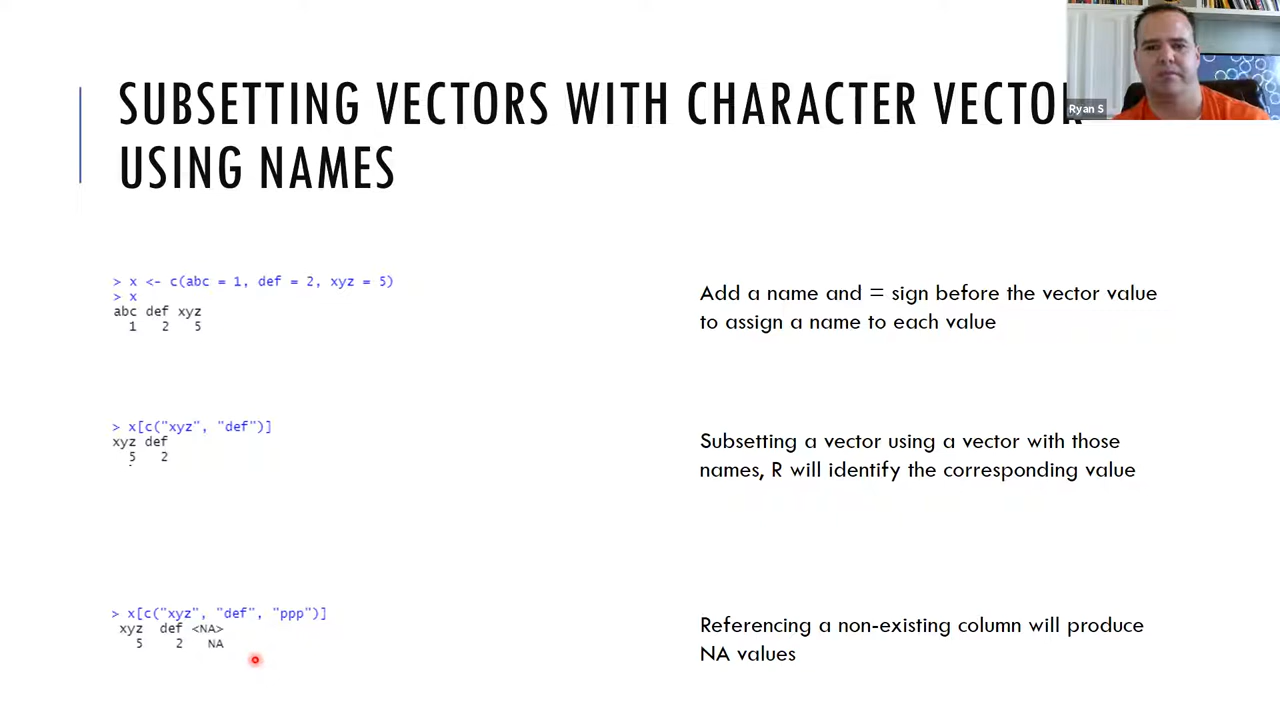 SUBSETTING VECTORS WITH CHARACTER VECTOR
USING NAMES
Ryan S
> x <- c(abc = 1, def = 2, xyz = 5)
> x
abc def xyz
1 2 5
Add a name and = sign before the vector value
to assign a name to each value
> x[c("xyz", "def")]
xyz def
5 2
Subsetting a vector using a vector with those
names, R will identify the corresponding value
> x[c("xyz", "def", "ppp")]
xyz def <NA>
5 2 NA
Referencing a non-existing column will produce
NA values